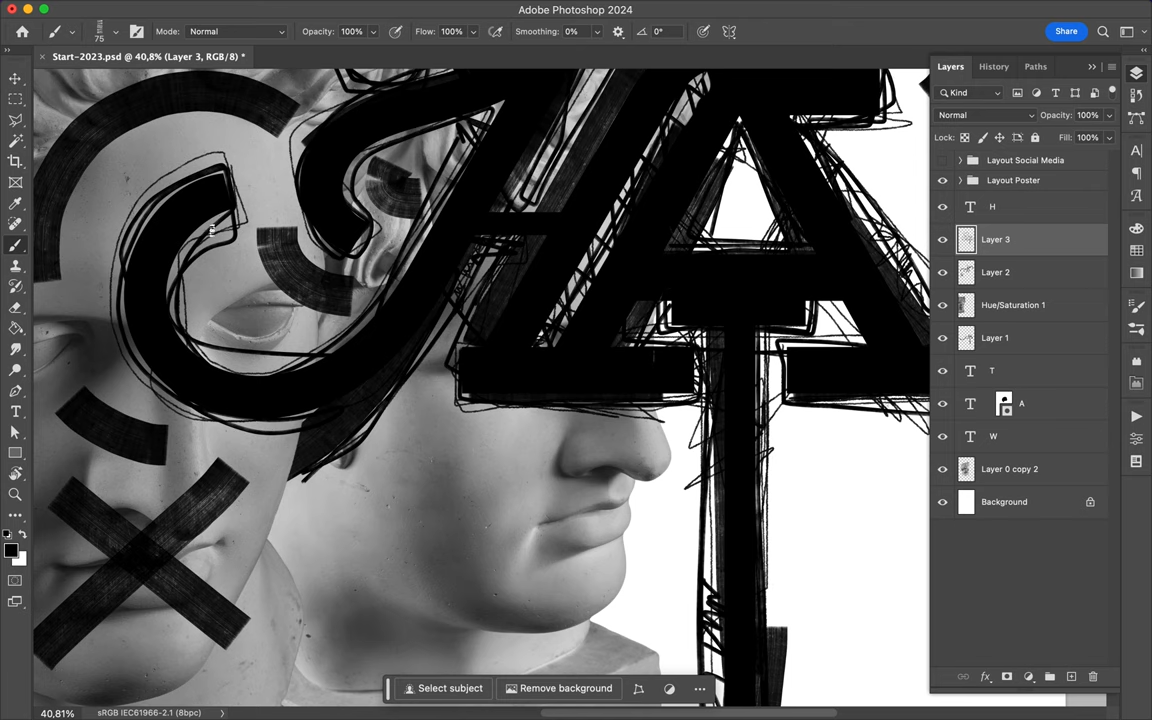 Adobe Photoshop 2024
75
Mode: Normal
Opacity: 100%
Flow: 100%
Smoothing: 0%
0°
Share
× Start-2023.psd @ 40,8% (Layer 3, RGB/8) *
Layers History Paths
Kind
Normal
Opacity: 100%
Lock:
Fill: 100%
Layout Social Media
Layout Poster
T H
Layer 3
Layer 2
Hue/Saturation 1
Layer 1
T T
T A
T W
Layer 0 copy 2
Background
fx
HAT
Select subject
Remove background
40,81%
sRGB IEC61966-2.1 (8bpc)